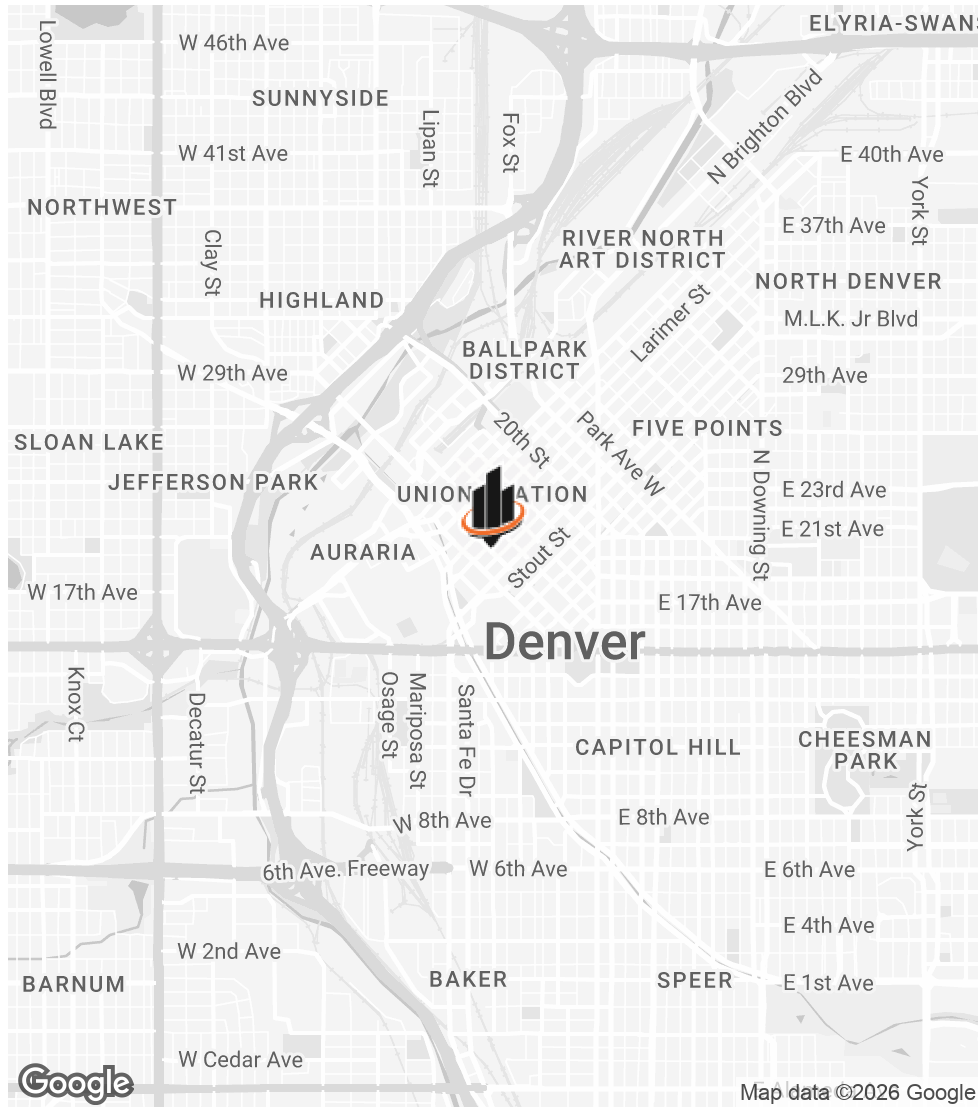 ELYRIA-SWANS
Lowell Blvd
W 46th Ave
SUNNYSIDE
Lipan St
Fox St
N Brighton Blvd
W 41st Ave
E 40th Ave
York St
NORTHWEST
E 37th Ave
Clay St
RIVER NORTH
ART DISTRICT
NORTH DENVER
HIGHLAND
Larimer St
M.L.K. Jr Blvd
BALLPARK
DISTRICT
W 29th Ave
29th Ave
20th St
Park Ave W
FIVE POINTS
SLOAN LAKE
JEFFERSON PARK
N Downing St
E 23rd Ave
UNION ATION
E 21st Ave
AURARIA
Stout St
W 17th Ave
E 17th Ave
Denver
Knox Ct
Decatur St
Osage St
Mariposa St
Santa Fe Dr
CAPITOL HILL
CHEESMAN
PARK
York St
W 8th Ave
E 8th Ave
6th Ave. Freeway
W 6th Ave
E 6th Ave
E 4th Ave
W 2nd Ave
BARNUM
BAKER
SPEER
E 1st Ave
W Cedar Ave
Google
Map data ©2026 Google